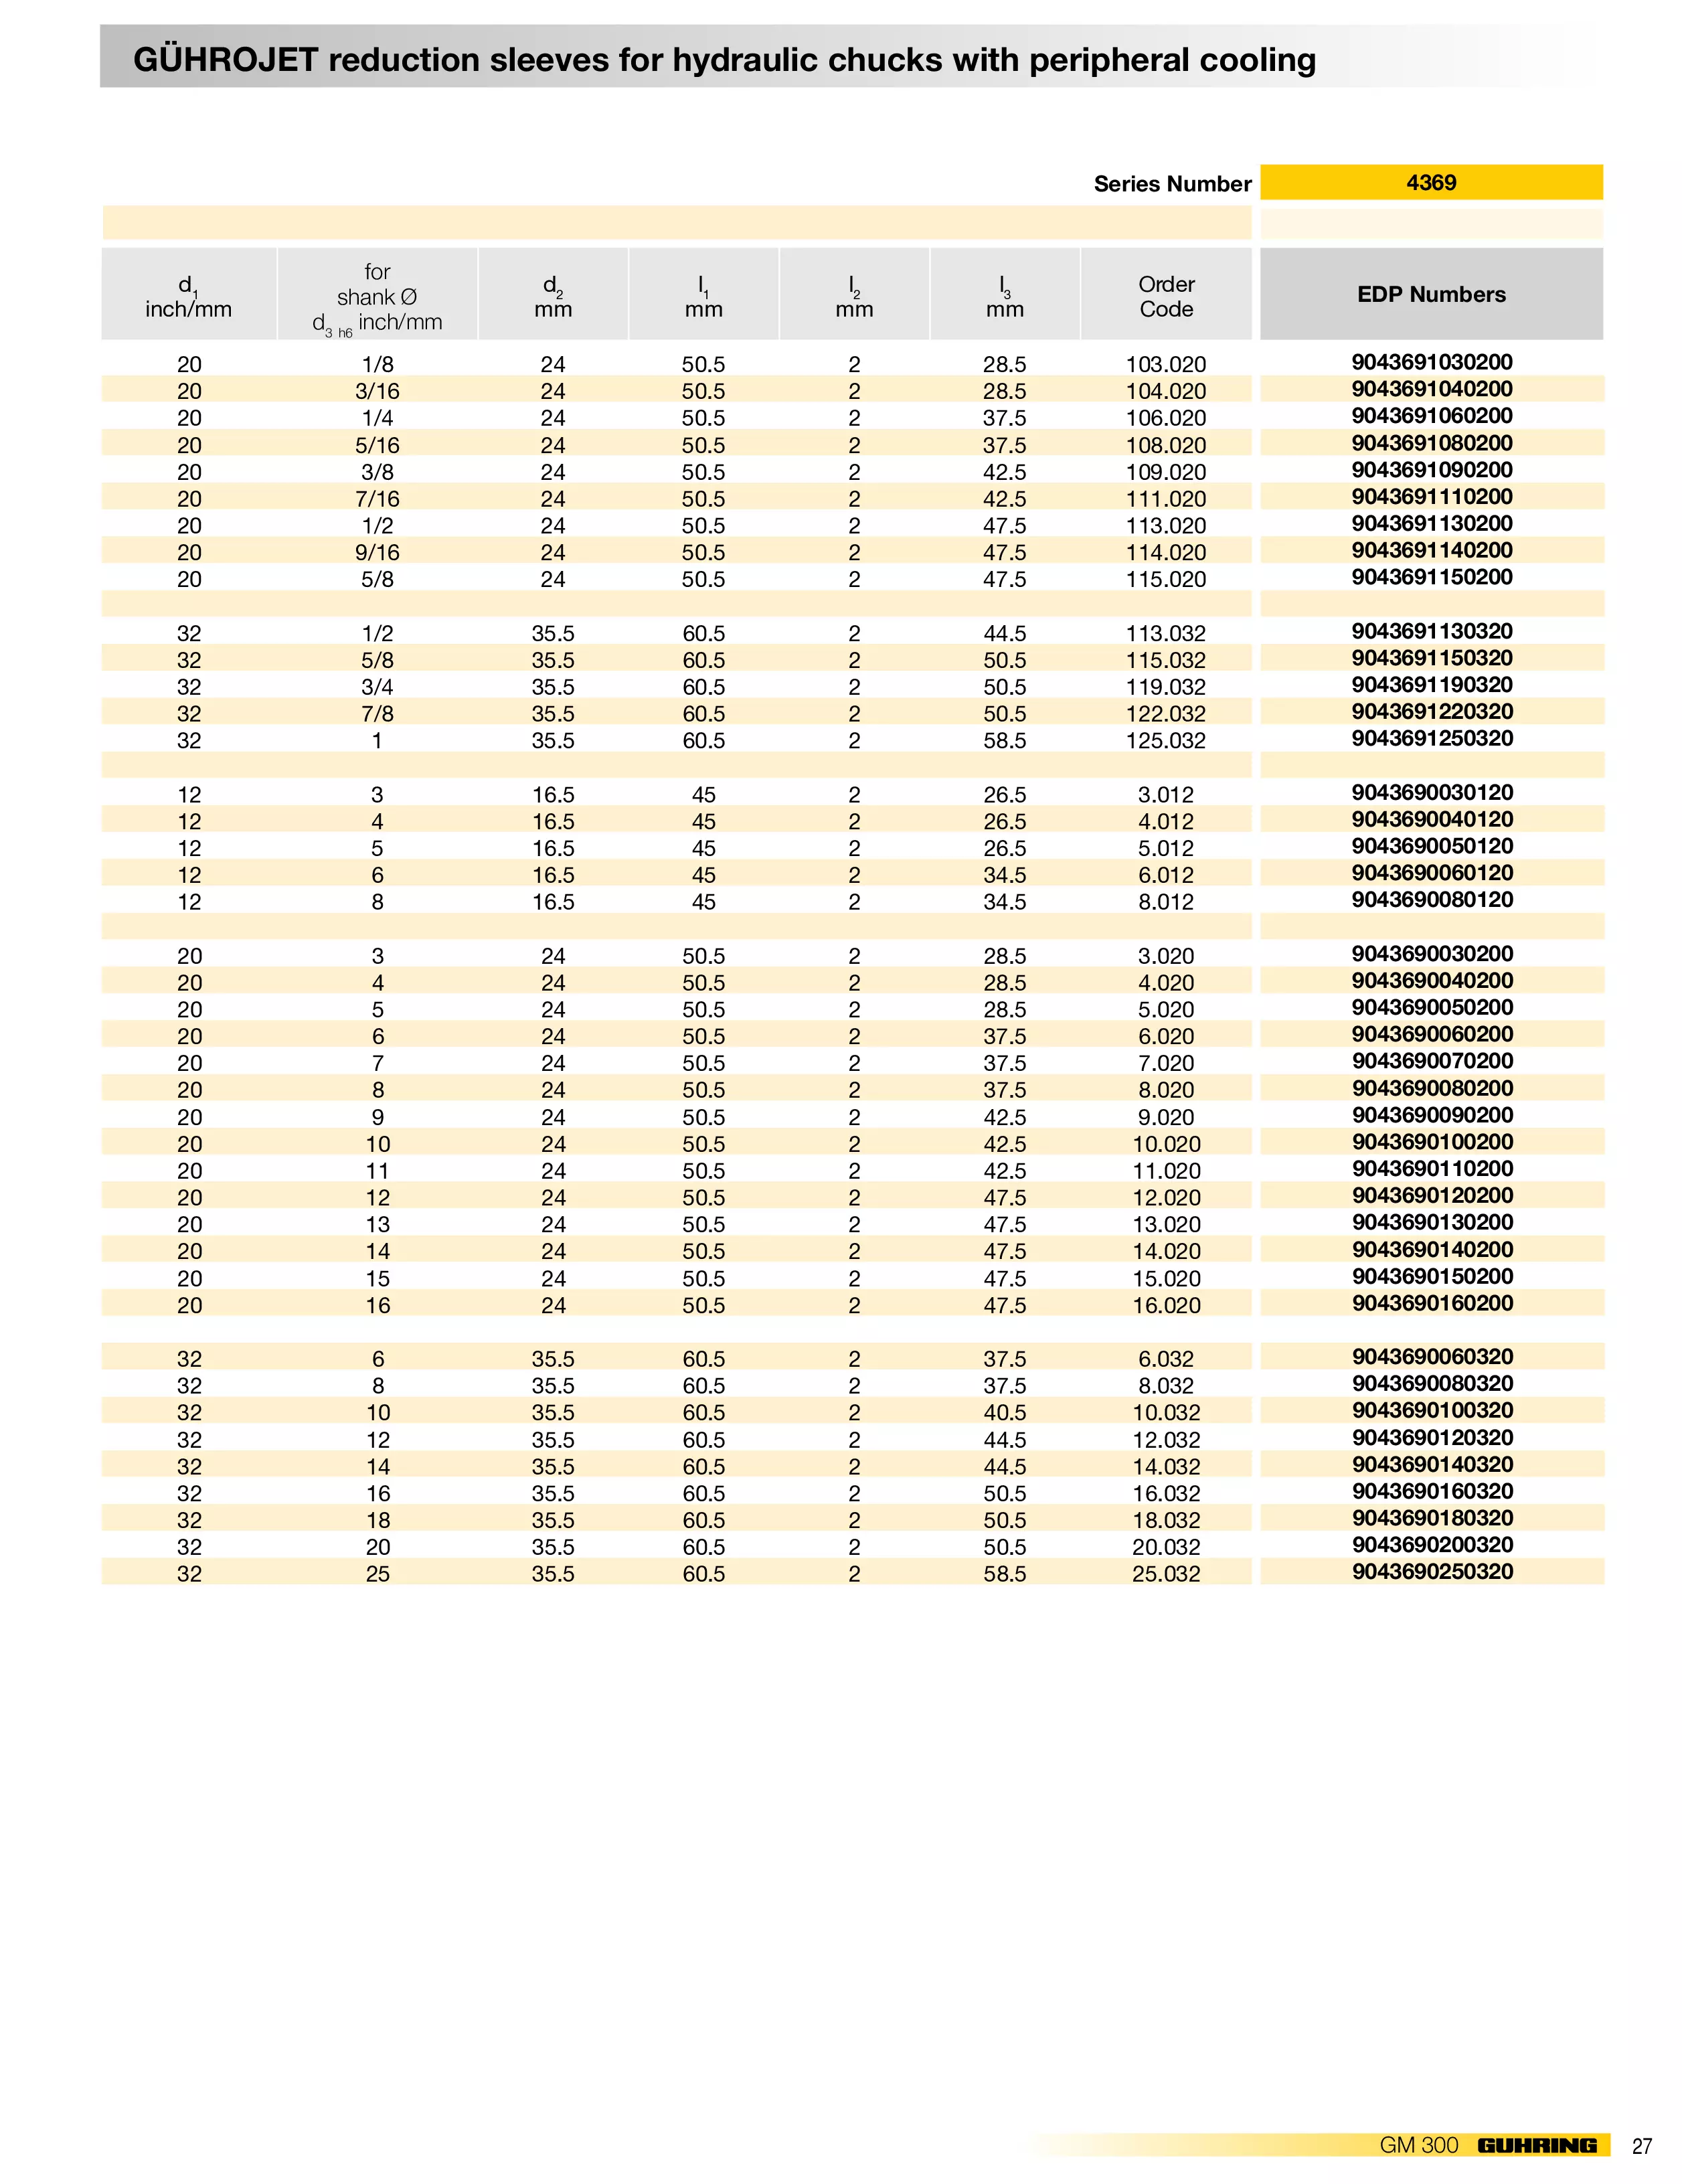 GÜHROJET reduction sleeves for hydraulic chucks with peripheral cooling
Series Number 4369
d1 inch/mm for shank Ø d3 h6 inch/mm d2 mm l1 mm l2 mm l3 mm Order Code EDP Numbers
20 1/8 24 50.5 2 28.5 103.020 9043691030200
20 3/16 24 50.5 2 28.5 104.020 9043691040200
20 1/4 24 50.5 2 37.5 106.020 9043691060200
20 5/16 24 50.5 2 37.5 108.020 9043691080200
20 3/8 24 50.5 2 42.5 109.020 9043691090200
20 7/16 24 50.5 2 42.5 111.020 9043691110200
20 1/2 24 50.5 2 47.5 113.020 9043691130200
20 9/16 24 50.5 2 47.5 114.020 9043691140200
20 5/8 24 50.5 2 47.5 115.020 9043691150200
32 1/2 35.5 60.5 2 44.5 113.032 9043691130320
32 5/8 35.5 60.5 2 50.5 115.032 9043691150320
32 3/4 35.5 60.5 2 50.5 119.032 9043691190320
32 7/8 35.5 60.5 2 50.5 122.032 9043691220320
32 1 35.5 60.5 2 58.5 125.032 9043691250320
12 3 16.5 45 2 26.5 3.012 9043690030120
12 4 16.5 45 2 26.5 4.012 9043690040120
12 5 16.5 45 2 26.5 5.012 9043690050120
12 6 16.5 45 2 34.5 6.012 9043690060120
12 8 16.5 45 2 34.5 8.012 9043690080120
20 3 24 50.5 2 28.5 3.020 9043690030200
20 4 24 50.5 2 28.5 4.020 9043690040200
20 5 24 50.5 2 28.5 5.020 9043690050200
20 6 24 50.5 2 37.5 6.020 9043690060200
20 7 24 50.5 2 37.5 7.020 9043690070200
20 8 24 50.5 2 37.5 8.020 9043690080200
20 9 24 50.5 2 42.5 9.020 9043690090200
20 10 24 50.5 2 42.5 10.020 9043690100200
20 11 24 50.5 2 42.5 11.020 9043690110200
20 12 24 50.5 2 47.5 12.020 9043690120200
20 13 24 50.5 2 47.5 13.020 9043690130200
20 14 24 50.5 2 47.5 14.020 9043690140200
20 15 24 50.5 2 47.5 15.020 9043690150200
20 16 24 50.5 2 47.5 16.020 9043690160200
32 6 35.5 60.5 2 37.5 6.032 9043690060320
32 8 35.5 60.5 2 37.5 8.032 9043690080320
32 10 35.5 60.5 2 40.5 10.032 9043690100320
32 12 35.5 60.5 2 44.5 12.032 9043690120320
32 14 35.5 60.5 2 44.5 14.032 9043690140320
32 16 35.5 60.5 2 50.5 16.032 9043690160320
32 18 35.5 60.5 2 50.5 18.032 9043690180320
32 20 35.5 60.5 2 50.5 20.032 9043690200320
32 25 35.5 60.5 2 58.5 25.032 9043690250320
GM 300 GUHRING 27